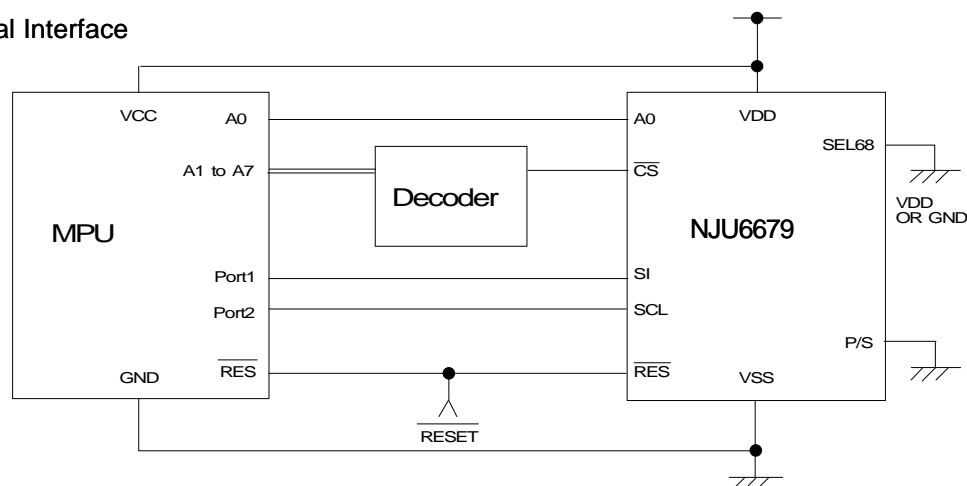 al Interface
VCC
A0
A1 to A7
MPU
Port1
Port2
RES
GND
Decoder
RESET
A0
VDD
SEL68
CS
VDD
OR GND
NJU6679
SI
SCL
P/S
RES
VSS